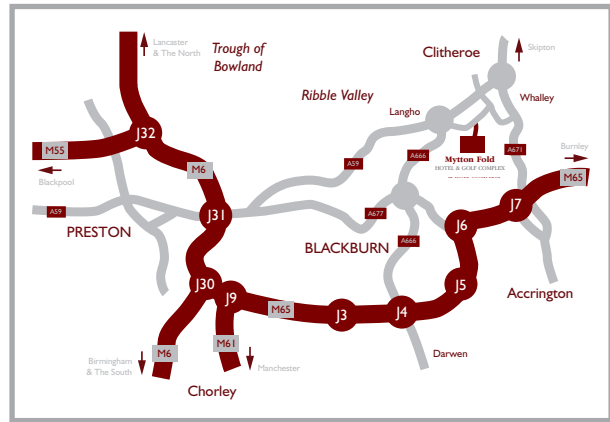 Lancaster
& The North
Trough of
Bowland
Skipton
Clitheroe
Ribble Valley
Whalley
Langho
J32
M55
Blackpool
M6
A59
A666
A671
Mytton Fold
HOTEL & GOLF COMPLEX
Burnley
M65
A59
PRESTON
J31
A677
BLACKBURN
A666
J6
J7
J30
J9
M65
J3
J4
J5
Accrington
M6
M61
Birmingham
& The South
Manchester
Chorley
Darwen